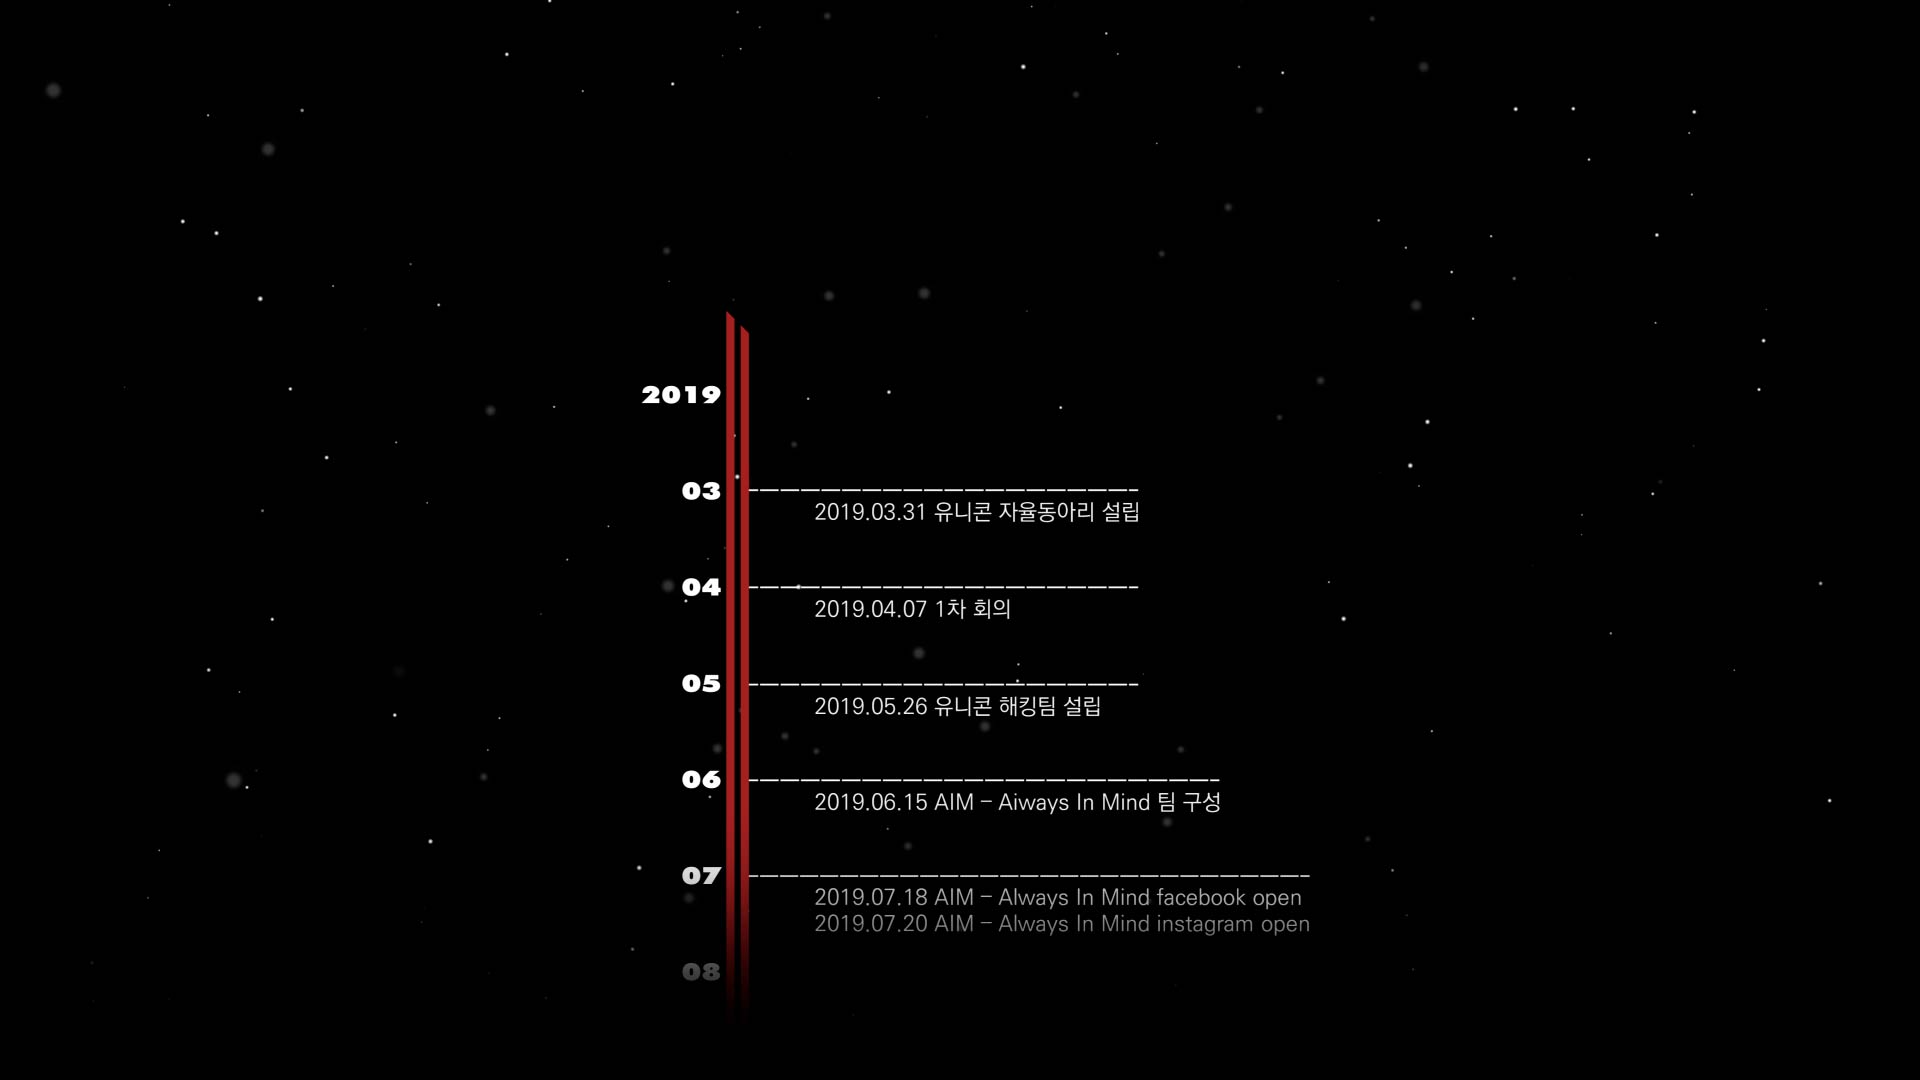 2019
03
2019.03.31 유니콘 자율동아리 설립
04
2019.04.07 1차 회의
05
2019.05.26 유니콘 해킹팀 설립
06
2019.06.15 AIM - Aiways In Mind 팀 구성
07
2019.07.18 AIM - Always In Mind facebook open
2019.07.20 AIM - Always In Mind instagram open
08